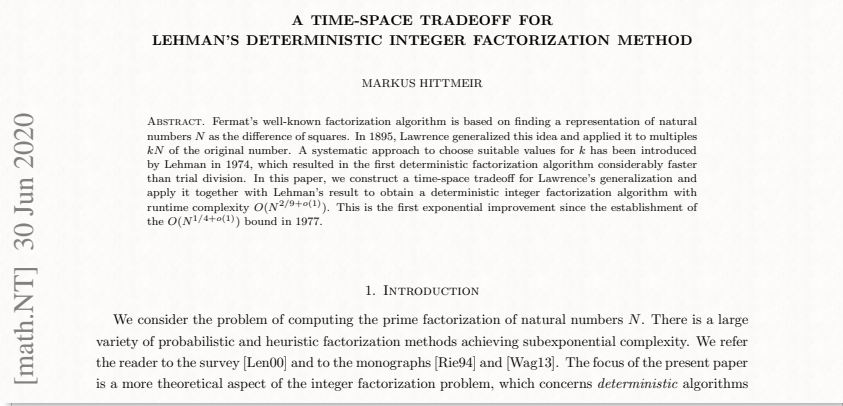 A TIME-SPACE TRADEOFF FOR
LEHMAN'S DETERMINISTIC INTEGER FACTORIZATION METHOD
MARKUS HITTMEIR
ABSTRACT. Fermat's well-known factorization algorithm is based on finding a representation of natural
numbers N as the difference of squares. In 1895, Lawrence generalized this idea and applied it to multiples
kN of the original number. A systematic approach to choose suitable values for k has been introduced
by Lehman in 1974, which resulted in the first deterministic factorization algorithm considerably faster
than trial division. In this paper, we construct a time-space tradeoff for Lawrence's generalization and
apply it together with Lehman's result to obtain a deterministic integer factorization algorithm with
runtime complexity O(N^{2/9+o(1)}). This is the first exponential improvement since the establishment of
the O(N^{1/4+o(1)}) bound in 1977.
1. INTRODUCTION
We consider the problem of computing the prime factorization of natural numbers N. There is a large
variety of probabilistic and heuristic factorization methods achieving subexponential complexity. We refer
the reader to the survey [Len00] and to the monographs [Rie94] and [Wag13]. The focus of the present paper
is a more theoretical aspect of the integer factorization problem, which concerns deterministic algorithms
[math.NT] 30 Jun 2020